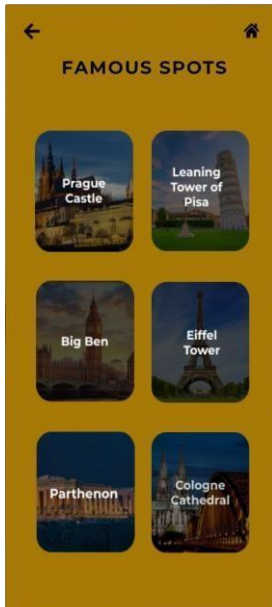 FAMOUS SPOTS
Prague
Castle
Leaning
Tower of
Pisa
Big Ben
Eiffel
Tower
Parthenon
Cologne
Cathedral